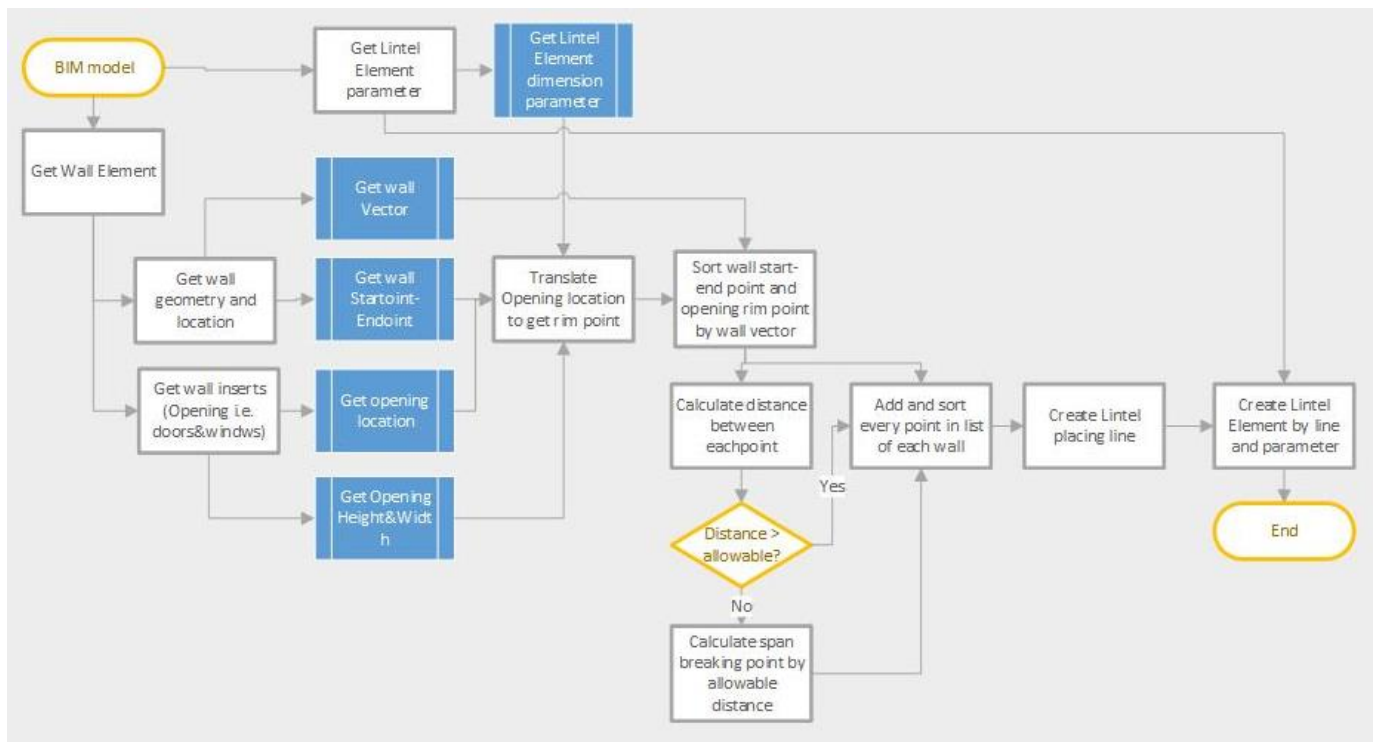 BIM model
Get Lintel
Element
parameter
Get Lintel
Element
dimension
parameter
Get Wall Element
Get wall
Vector
Get wall
geometry and
location
Get wall
Startoint-
Endoint
Translate
Opening location
to get rim point
Sort wall start-
end point and
opening rim point
by wall vector
Get wall inserts
(Opening i.e.
doors&windws)
Get opening
location
Get Opening
Height&Widt
h
Calculate distance
between
eachpoint
Add and sort
every point in list
of each wall
Create Lintel
placing line
Create Lintel
Element by line
and parameter
Distance >
allowable?
Yes
No
Calculate span
breaking point by
allowable
distance
End